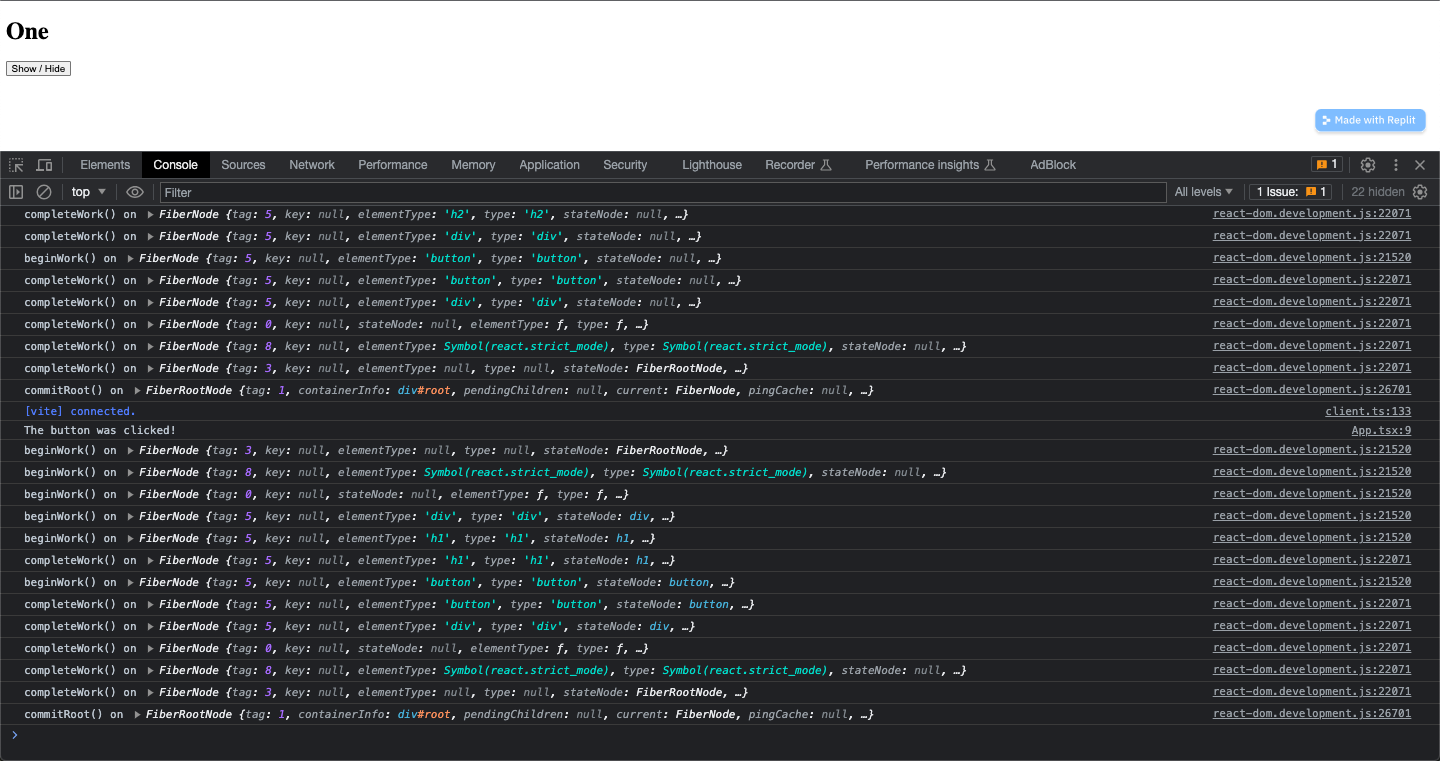 One
Show / Hide
Made with Replit
Elements Console Sources Network Performance Memory Application Security Lighthouse Recorder Performance insights AdBlock 1
top Filter All levels 1 Issue: 1 22 hidden
completeWork() on FiberNode {tag: 5, key: null, elementType: 'h2', type: 'h2', stateNode: null, …} react-dom.development.js:22071
completeWork() on FiberNode {tag: 5, key: null, elementType: 'div', type: 'div', stateNode: null, …} react-dom.development.js:22071
beginWork() on FiberNode {tag: 5, key: null, elementType: 'button', type: 'button', stateNode: null, …} react-dom.development.js:21520
completeWork() on FiberNode {tag: 5, key: null, elementType: 'button', type: 'button', stateNode: null, …} react-dom.development.js:22071
completeWork() on FiberNode {tag: 5, key: null, elementType: 'div', type: 'div', stateNode: null, …} react-dom.development.js:22071
completeWork() on FiberNode {tag: 0, key: null, stateNode: null, elementType: ƒ, type: ƒ, …} react-dom.development.js:22071
completeWork() on FiberNode {tag: 8, key: null, elementType: Symbol(react.strict_mode), type: Symbol(react.strict_mode), stateNode: null, …} react-dom.development.js:22071
completeWork() on FiberNode {tag: 3, key: null, elementType: null, type: null, stateNode: FiberRootNode, …} react-dom.development.js:22071
commitRoot() on FiberRootNode {tag: 1, containerInfo: div#root, pendingChildren: null, current: FiberNode, pingCache: null, …} react-dom.development.js:26701
[vite] connected. client.ts:133
The button was clicked! App.tsx:9
beginWork() on FiberNode {tag: 3, key: null, elementType: null, type: null, stateNode: FiberRootNode, …} react-dom.development.js:21520
beginWork() on FiberNode {tag: 8, key: null, elementType: Symbol(react.strict_mode), type: Symbol(react.strict_mode), stateNode: null, …} react-dom.development.js:21520
beginWork() on FiberNode {tag: 0, key: null, stateNode: null, elementType: ƒ, type: ƒ, …} react-dom.development.js:21520
beginWork() on FiberNode {tag: 5, key: null, elementType: 'div', type: 'div', stateNode: div, …} react-dom.development.js:21520
beginWork() on FiberNode {tag: 5, key: null, elementType: 'h1', type: 'h1', stateNode: h1, …} react-dom.development.js:21520
completeWork() on FiberNode {tag: 5, key: null, elementType: 'h1', type: 'h1', stateNode: h1, …} react-dom.development.js:22071
beginWork() on FiberNode {tag: 5, key: null, elementType: 'button', type: 'button', stateNode: button, …} react-dom.development.js:21520
completeWork() on FiberNode {tag: 5, key: null, elementType: 'button', type: 'button', stateNode: button, …} react-dom.development.js:22071
completeWork() on FiberNode {tag: 5, key: null, elementType: 'div', type: 'div', stateNode: div, …} react-dom.development.js:22071
completeWork() on FiberNode {tag: 0, key: null, stateNode: null, elementType: ƒ, type: ƒ, …} react-dom.development.js:22071
completeWork() on FiberNode {tag: 8, key: null, elementType: Symbol(react.strict_mode), type: Symbol(react.strict_mode), stateNode: null, …} react-dom.development.js:22071
completeWork() on FiberNode {tag: 3, key: null, elementType: null, type: null, stateNode: FiberRootNode, …} react-dom.development.js:22071
commitRoot() on FiberRootNode {tag: 1, containerInfo: div#root, pendingChildren: null, current: FiberNode, pingCache: null, …} react-dom.development.js:26701